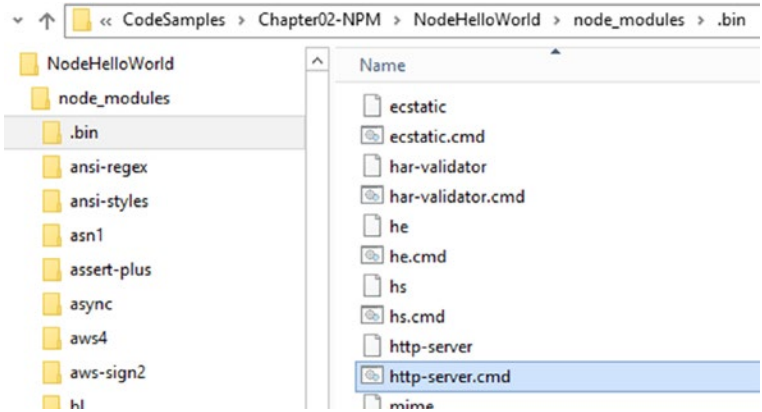 « CodeSamples > Chapter02-NPM > NodeHelloWorld > node_modules > .bin
NodeHelloWorld
node_modules
.bin
ansi-regex
ansi-styles
asn1
assert-plus
async
aws4
aws-sign2
bl
Name
ecstatic
ecstatic.cmd
har-validator
har-validator.cmd
he
he.cmd
hs
hs.cmd
http-server
http-server.cmd
mime